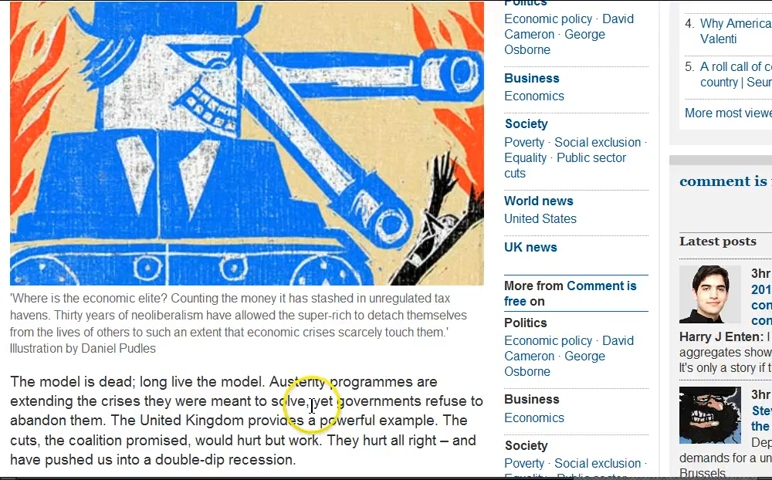 'Where is the economic elite? Counting the money it has stashed in unregulated tax
havens. Thirty years of neoliberalism have allowed the super-rich to detach themselves
from the lives of others to such an extent that economic crises scarcely touch them.'
Illustration by Daniel Pudles
The model is dead; long live the model. Austerity programmes are
extending the crises they were meant to solve, yet governments refuse to
abandon them. The United Kingdom provides a powerful example. The
cuts, the coalition promised, would hurt but work. They hurt all right – and
have pushed us into a double-dip recession.
Politics
Economic policy · David
Cameron · George
Osborne
Business
Economics
Society
Poverty · Social exclusion ·
Equality · Public sector
cuts
World news
United States
UK news
More from Comment is
free on
Politics
Economic policy · David
Cameron · George
Osborne
Business
Economics
Society
Poverty · Social exclusion ·
4. Why America
Valenti
5. A roll call of
country |
More most
comment is
Latest posts
3hr
201
Harry J Enten: I
aggregates show
It's only a story if
3hr
the
demands for a
Brussels